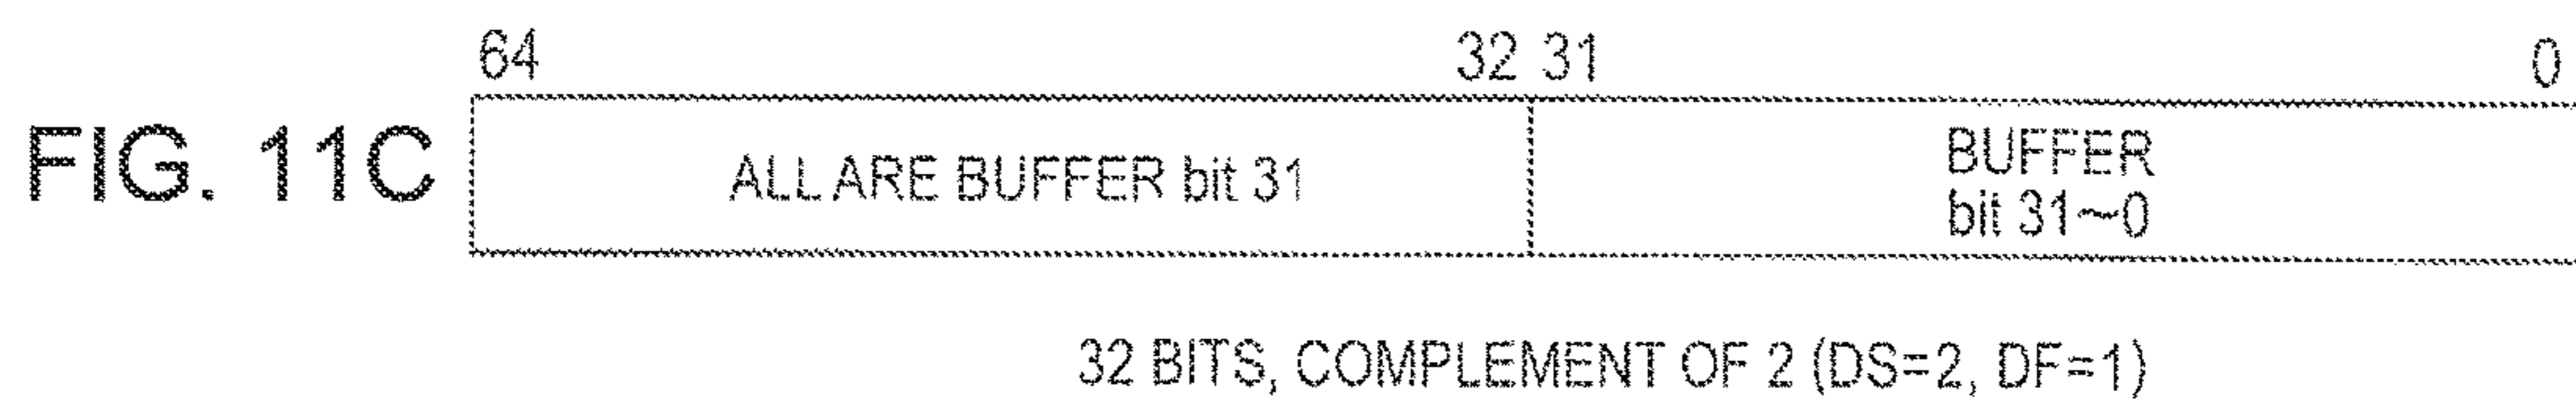 64 32 31 0
FIG. 11C
ALL ARE BUFFER bit 31
BUFFER
bit 31~0
32 BITS, COMPLEMENT OF 2 (DS=2, DF=1)